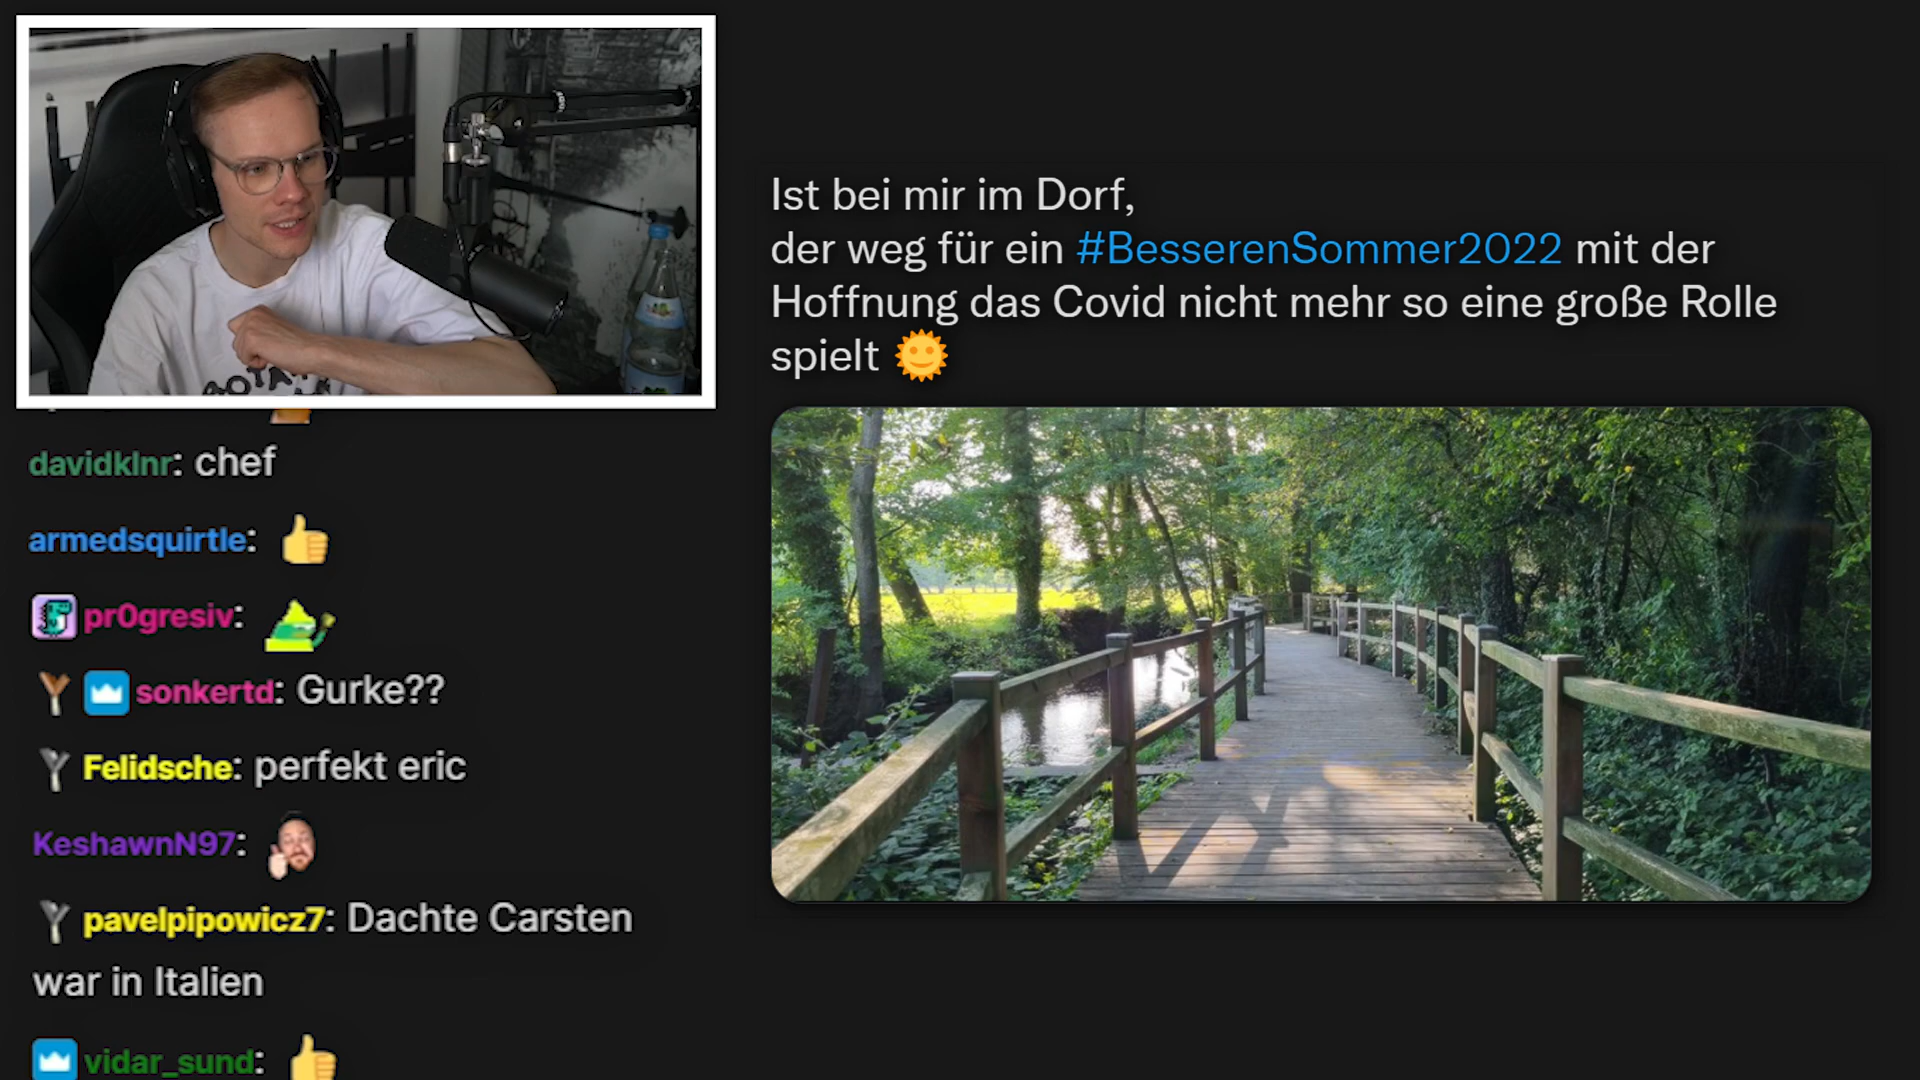 Ist bei mir im Dorf,
der weg für ein #BesserenSommer2022 mit der
Hoffnung das Covid nicht mehr so eine große Rolle
spielt
davidklnr: chef
armedsquirtle:
pr0gresiv:
sonkertd: Gurke??
Felidsche: perfekt eric
KeshawnN97:
pavelpipowicz7: Dachte Carsten
war in Italien
vidar_sund: